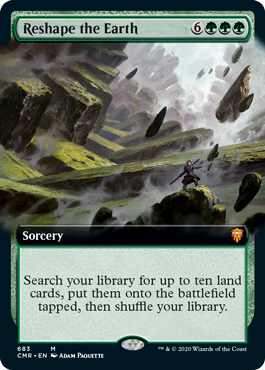 Reshape the Earth 6
Sorcery
Search your library for up to ten land
cards, put them onto the battlefield
tapped, then shuffle your library.
683 M
CMR • EN Adam Paquette ™ & © 2020 Wizards of the Coast